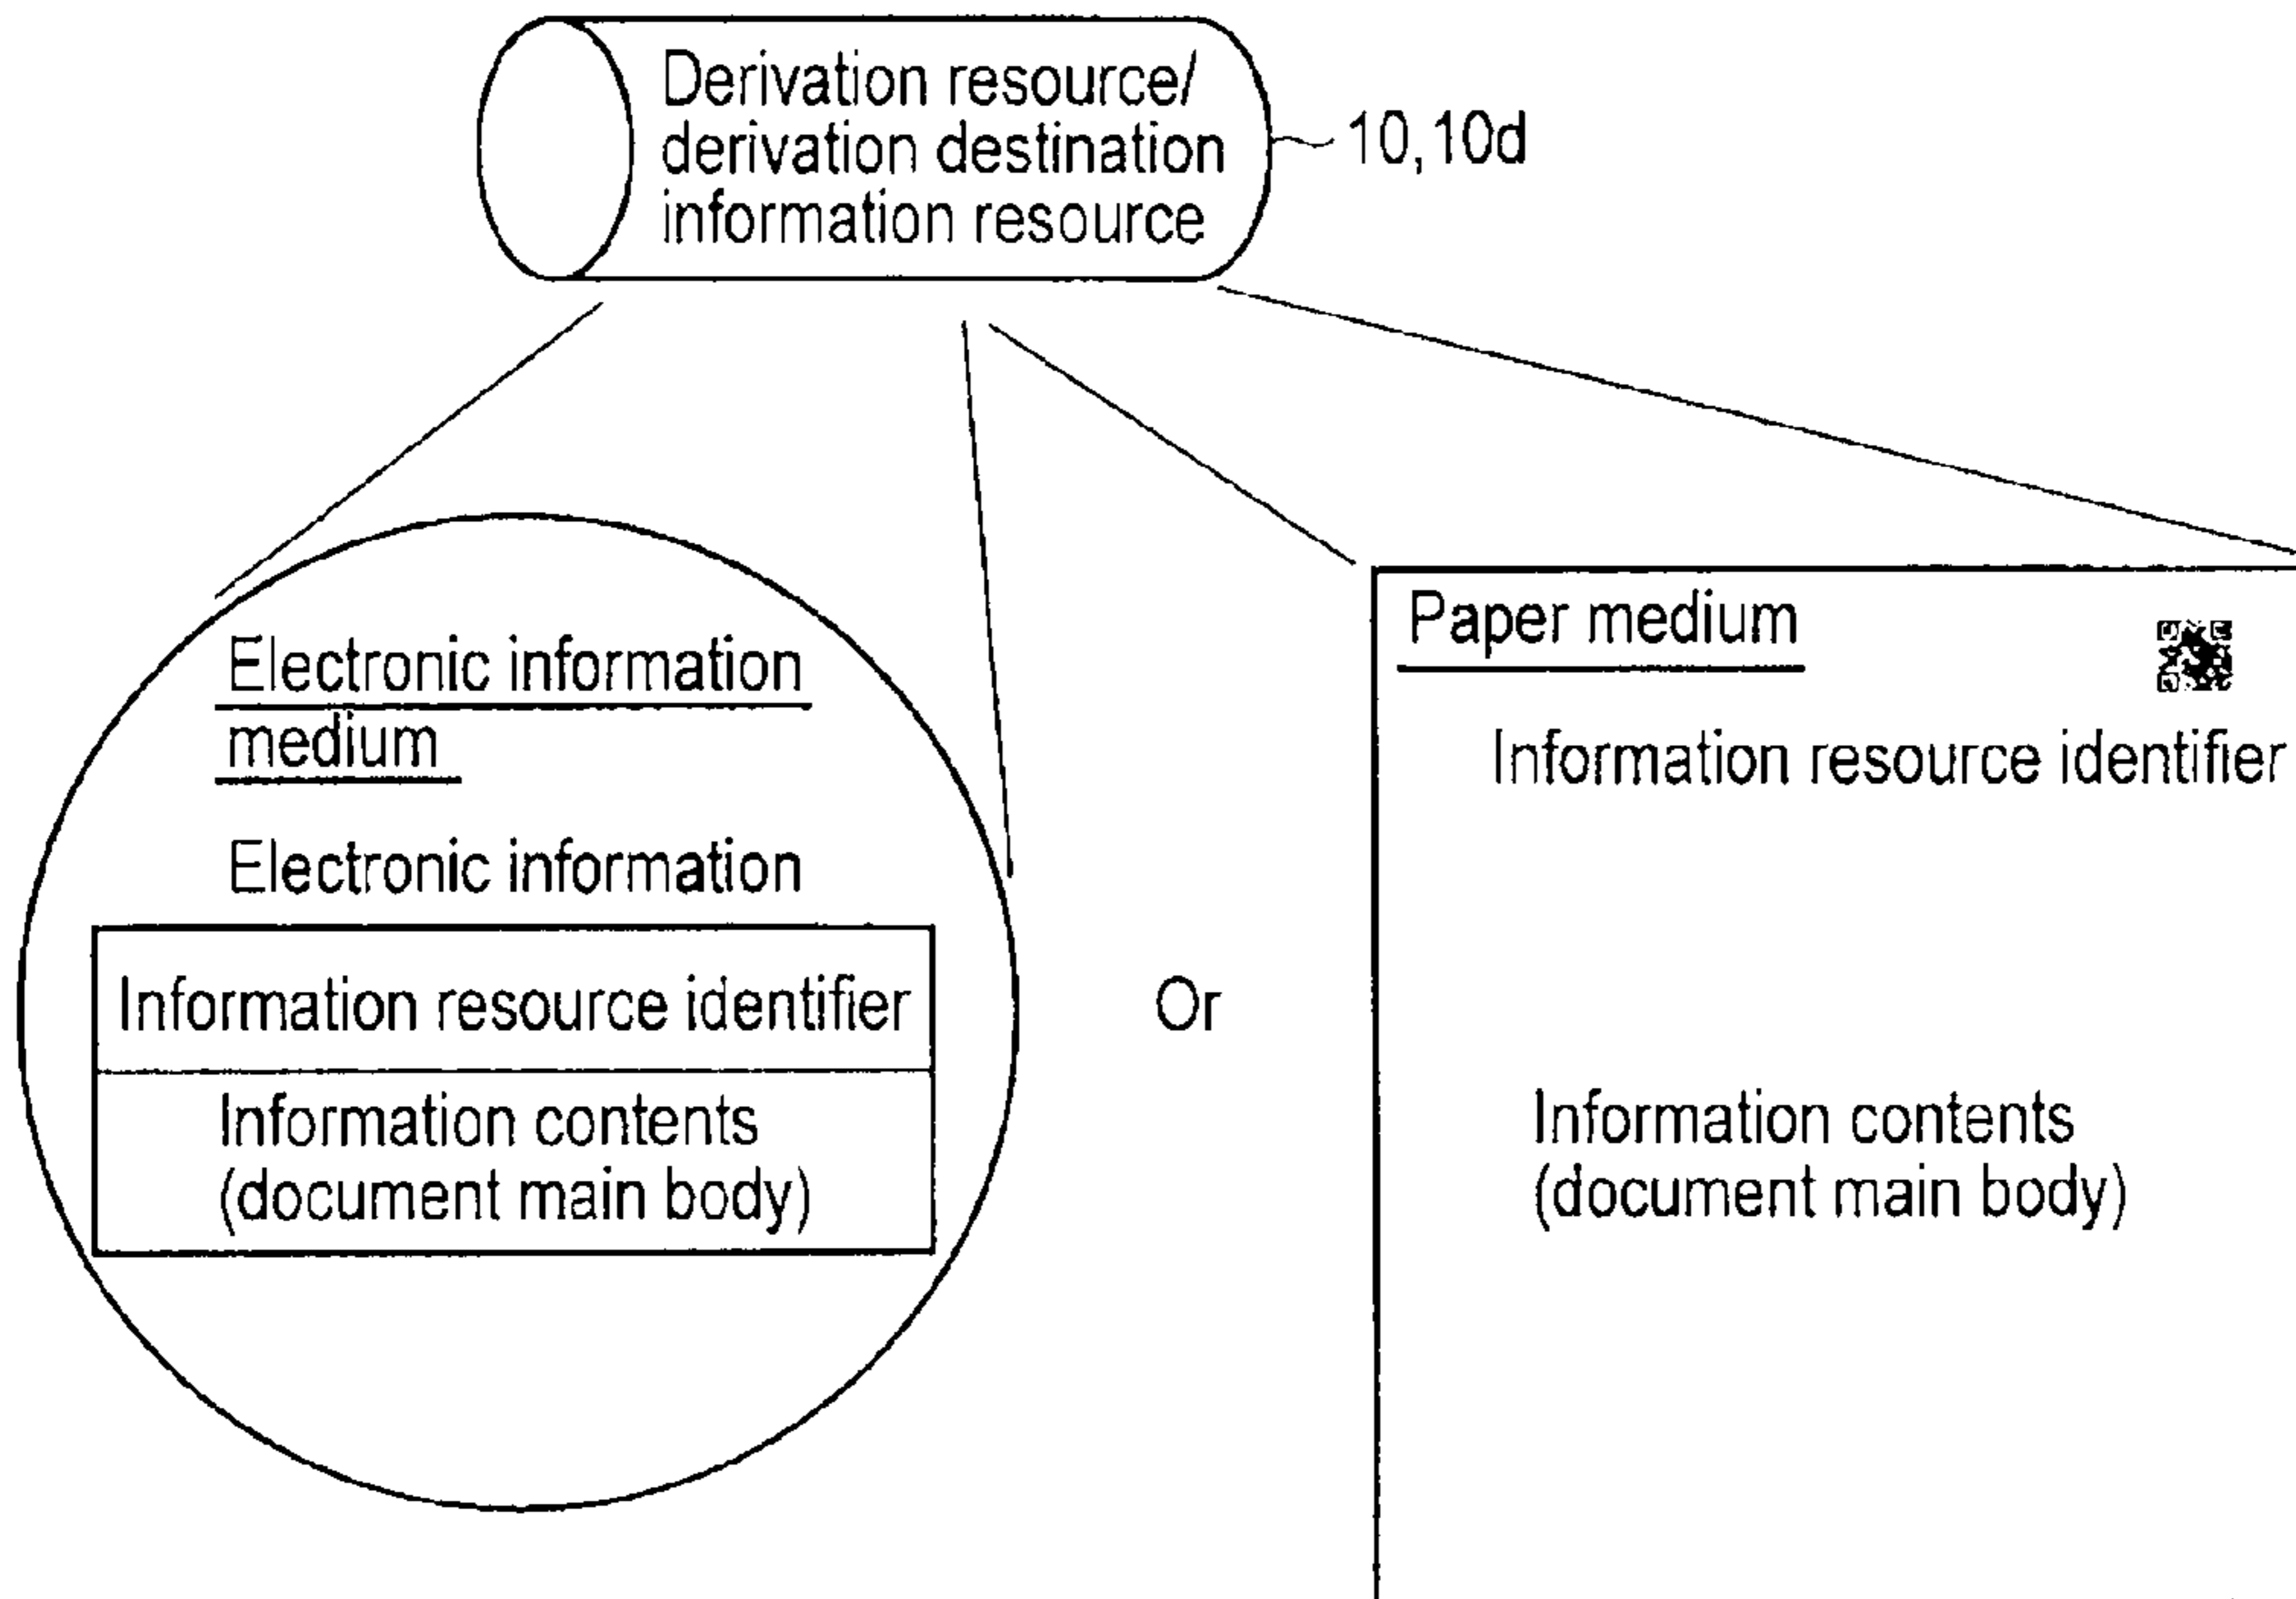 Derivation resource/
derivation destination
information resource
10,10d
Electronic information
medium
Electronic information
Information resource identifier
Information contents
(document main body)
Or
Paper medium
Information resource identifier
Information contents
(document main body)